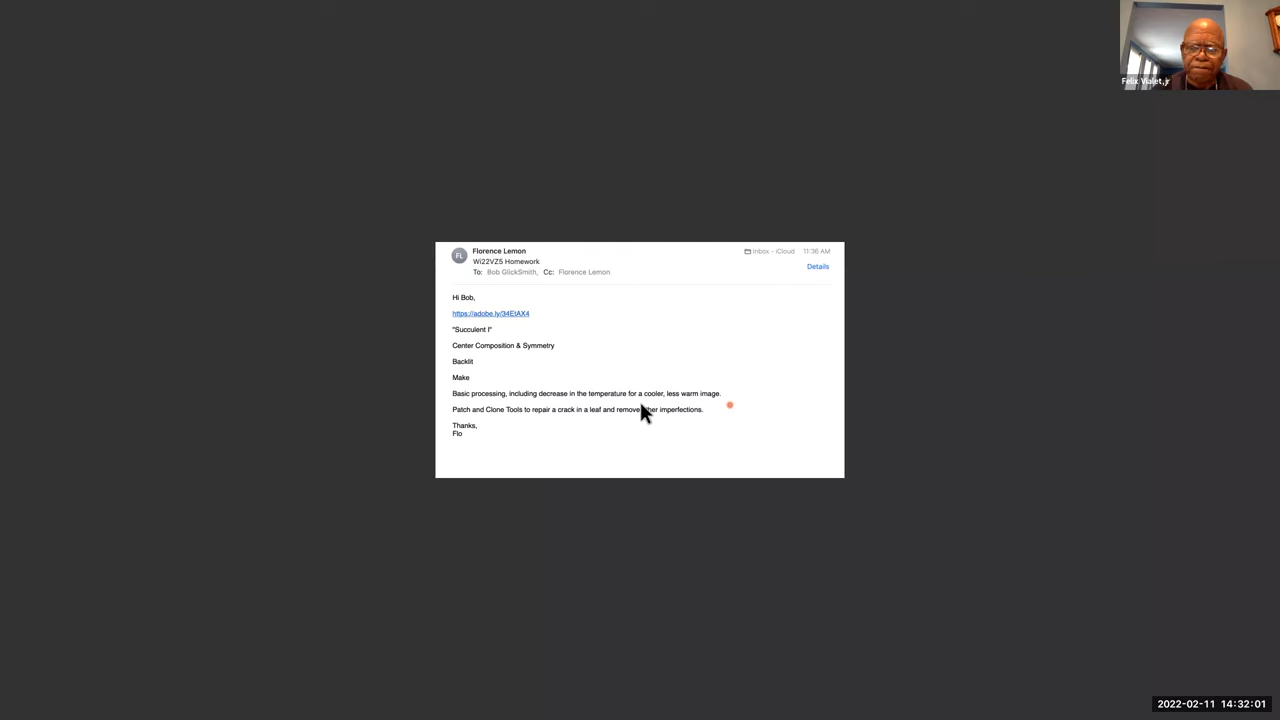 Felix Vialet,jr
FL
Florence Lemon
Inbox - iCloud
11:36 AM
Wi22VZ5 Homework
Details
To: Bob GlickSmith, Cc: Florence Lemon
Hi Bob,
https://adobe.ly/34EtAX4
"Succulent I"
Center Composition & Symmetry
Backlit
Make
Basic processing, including decrease in the temperature for a cooler, less warm image.
Patch and Clone Tools to repair a crack in a leaf and remove imperfections.
Thanks,
Flo
2022-02-11 14:32:01